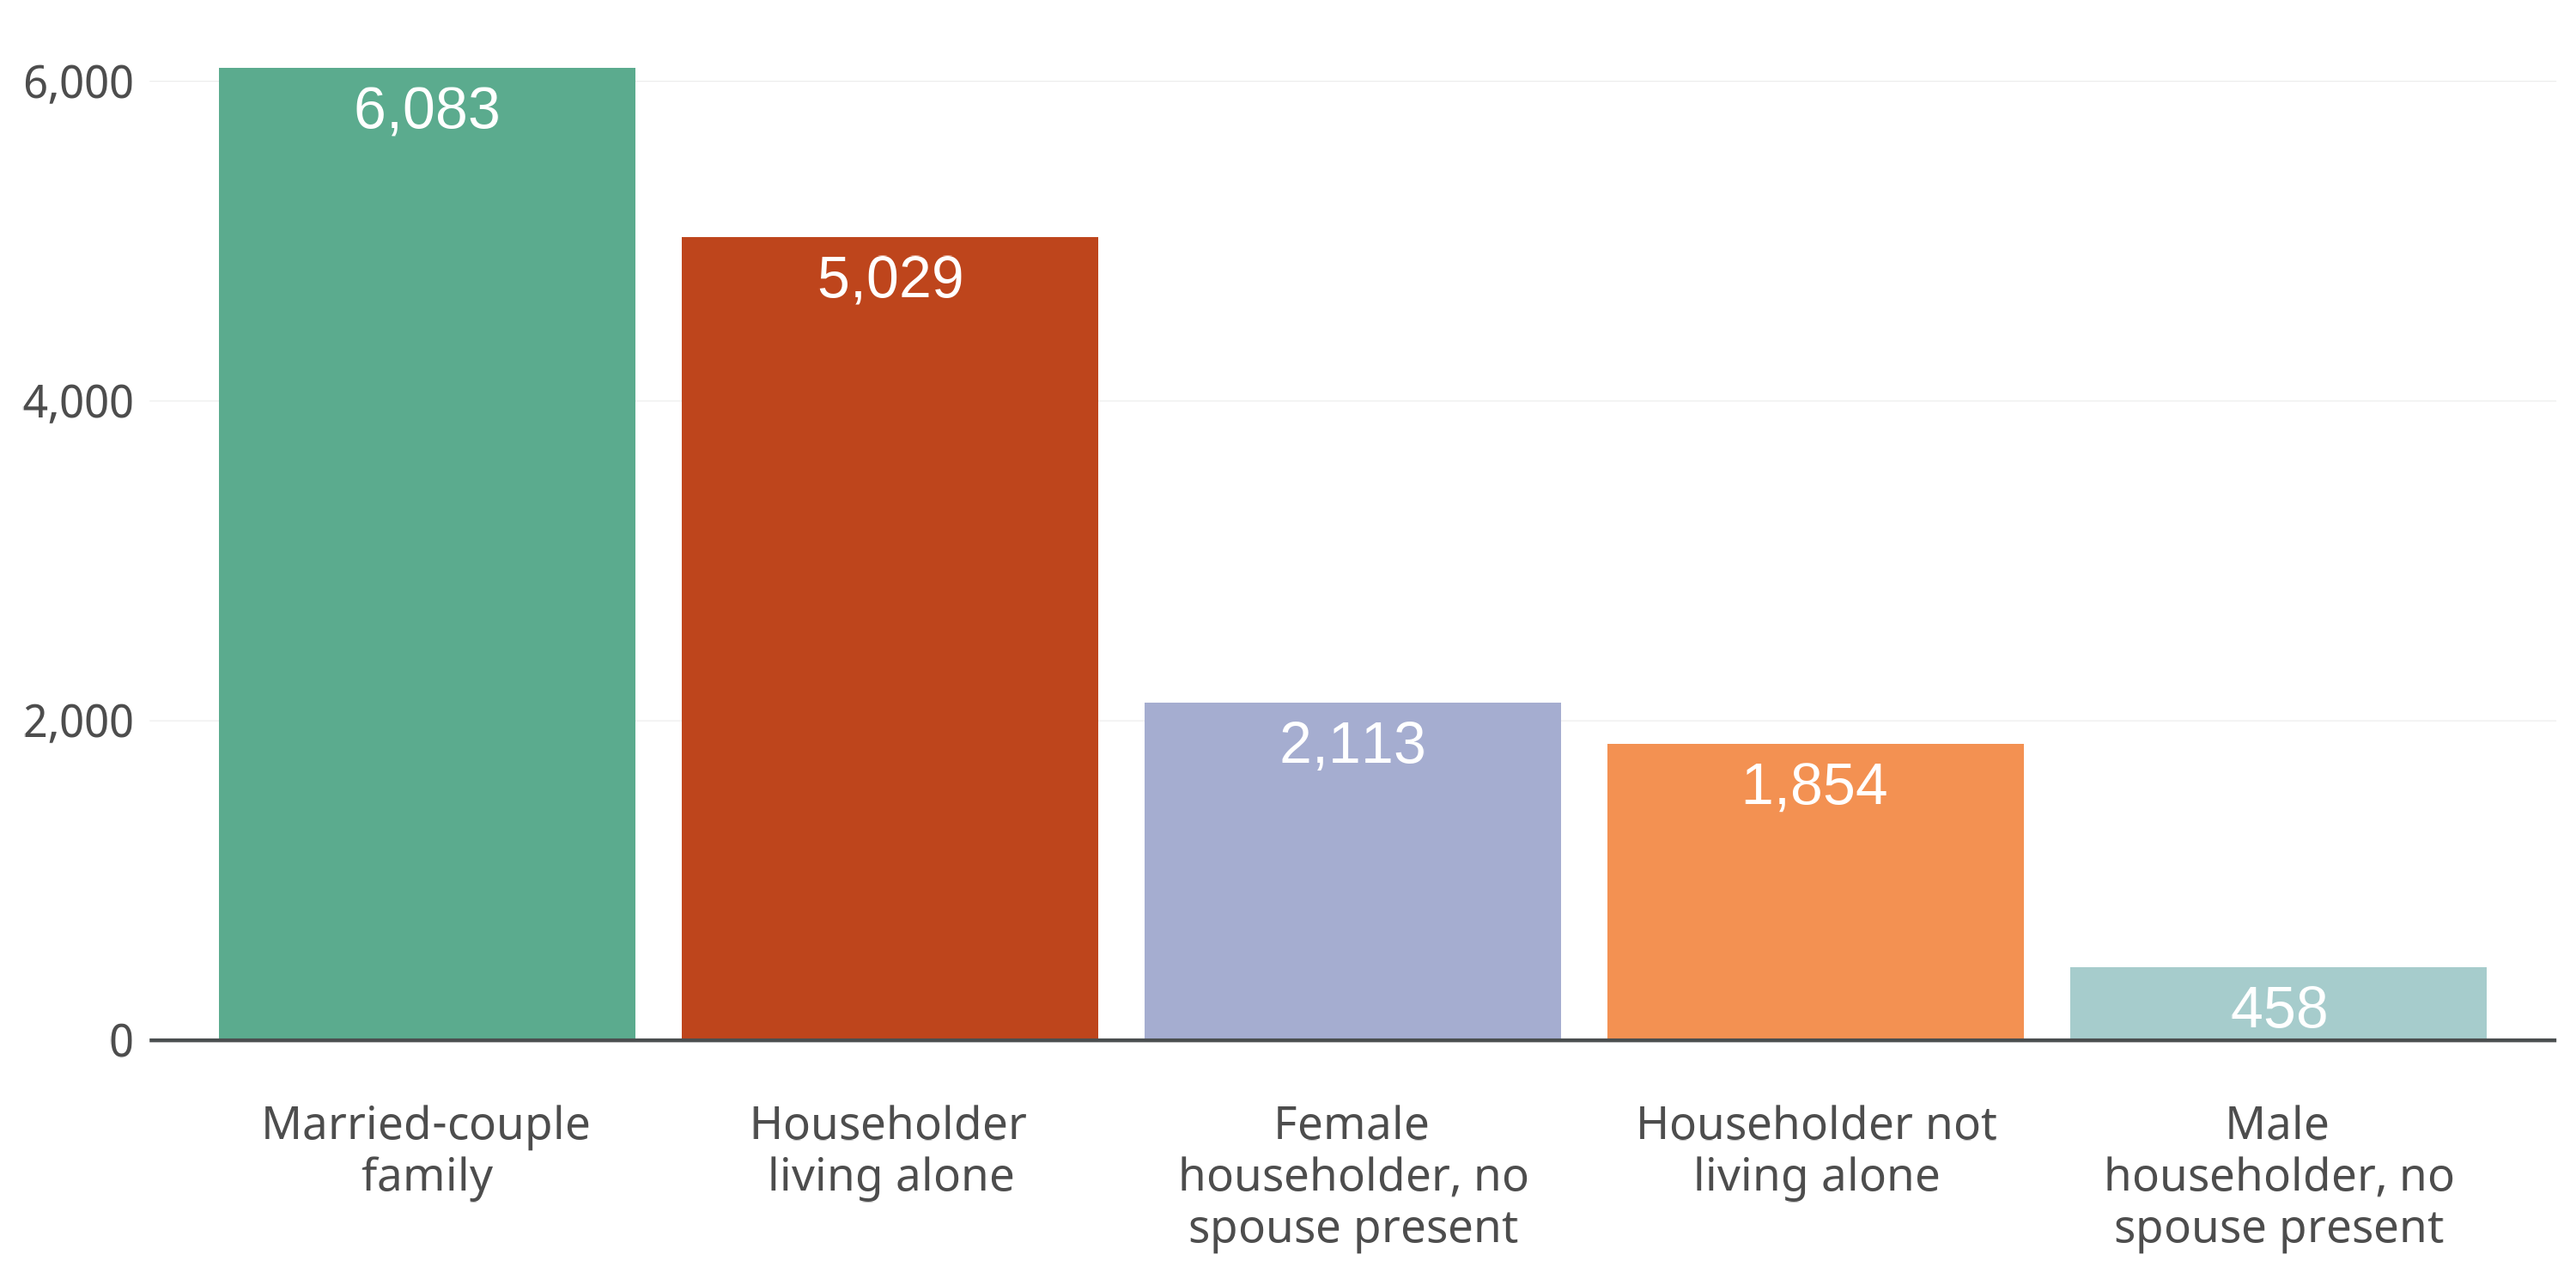 6,000
4,000
2,000
0
6,083
5,029
2,113
1,854
458
Married-couple
family
Householder
living alone
Female
householder, no
spouse present
Householder not
living alone
Male
householder, no
spouse present